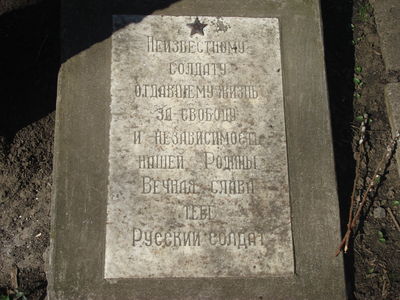 Неизвестному
солдату
отдавшему жизнь
за свободу
и независимость
нашей Родины
Вечная слава
тебе
Русский солдат